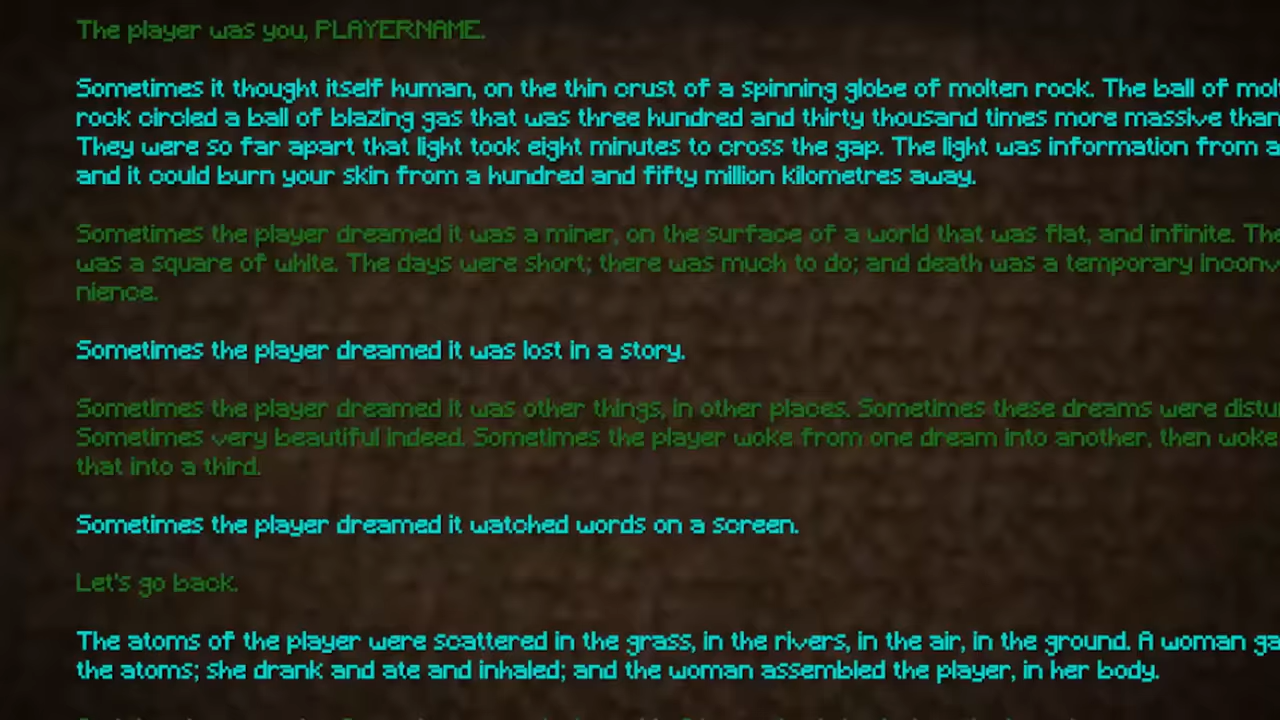 The player was you, PLAYERNAME.
Sometimes it thought itself human, on the thin crust of a spinning globe of molten rock. The ball of
rock circled a ball of blazing gas that was three hundred and thirty thousand times more massive than
They were so far apart that light took eight minutes to cross the gap. The light was information from a
and it could burn your skin from a hundred and fifty million kilometres away.
Sometimes the player dreamed it was a miner, on the surface of a world that was flat, and infinite. The
was a square of white. The days were short; there was much to do; and death was a temporary inconv
nience.
Sometimes the player dreamed it was lost in a story.
Sometimes the player dreamed it was other things, in other places. Sometimes these dreams were distu
Sometimes very beautiful indeed. Sometimes the player woke from one dream into another, then woke
that into a third.
Sometimes the player dreamed it watched words on a screen.
Let's go back.
The atoms of the player were scattered in the grass, in the rivers, in the air, in the ground. A woman ga
the atoms; she drank and ate and inhaled; and the woman assembled the player, in her body.